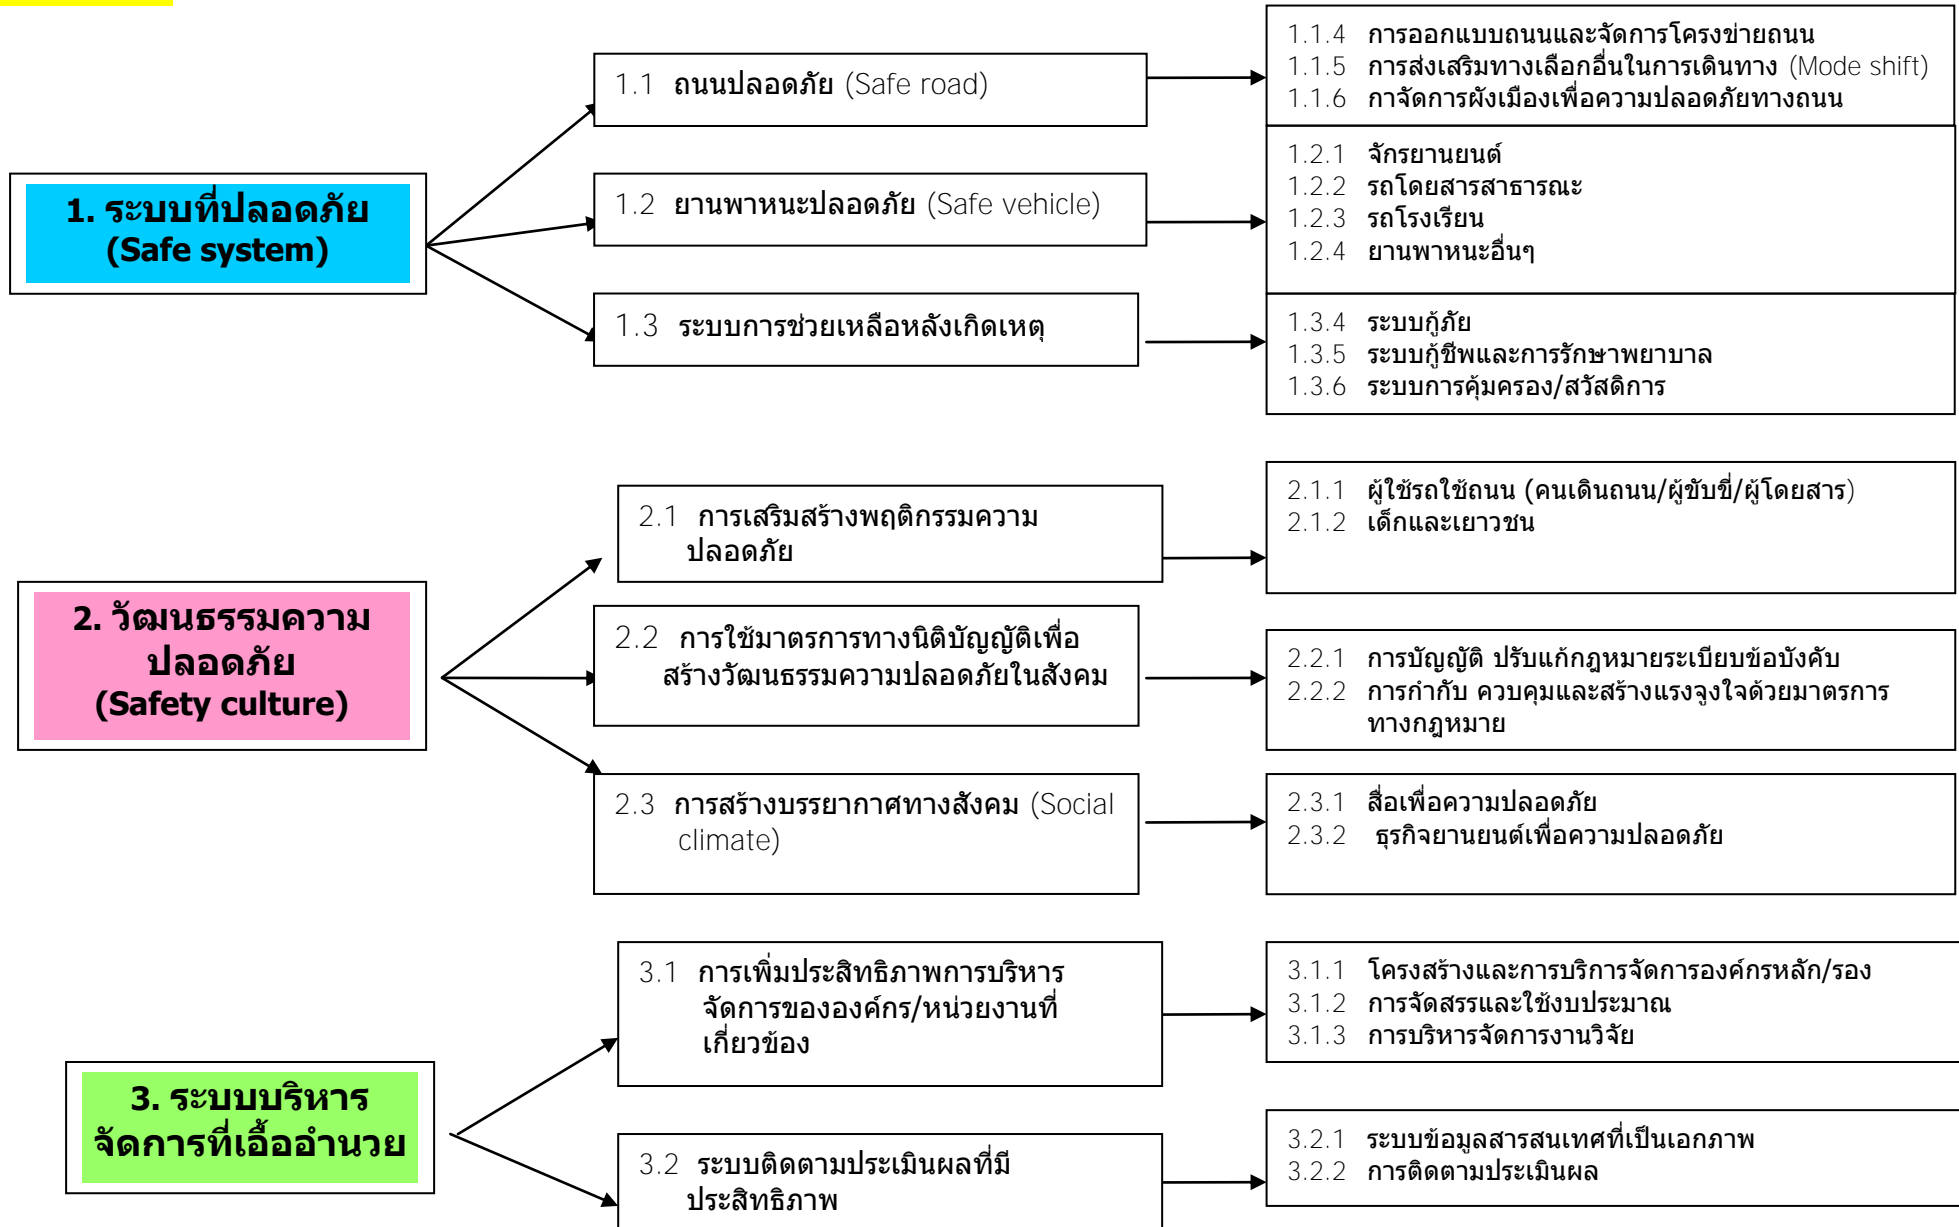 1. ระบบที่ปลอดภัย
(Safe system)
1.1 ถนนปลอดภัย (Safe road)
1.1.4 การออกแบบถนนและจัดการโครงข่ายถนน
1.1.5 การส่งเสริมทางเลือกอื่นในการเดินทาง (Mode shift)
1.1.6 กาจัดการผังเมืองเพื่อความปลอดภัยทางถนน
1.2 ยานพาหนะปลอดภัย (Safe vehicle)
1.2.1 จักรยานยนต์
1.2.2 รถโดยสารสาธารณะ
1.2.3 รถโรงเรียน
1.2.4 ยานพาหนะอื่นๆ
1.3 ระบบการช่วยเหลือหลังเกิดเหตุ
1.3.4 ระบบกู้ภัย
1.3.5 ระบบกู้ชีพและการรักษาพยาบาล
1.3.6 ระบบการคุ้มครอง/สวัสดิการ
2. วัฒนธรรมความ
ปลอดภัย
(Safety culture)
2.1 การเสริมสร้างพฤติกรรมความ
ปลอดภัย
2.1.1 ผู้ใช้รถใช้ถนน (คนเดินถนน/ผู้ขับขี่/ผู้โดยสาร)
2.1.2 เด็กและเยาวชน
2.2 การใช้มาตรการทางนิติบัญญัติเพื่อ
สร้างวัฒนธรรมความปลอดภัยในสังคม
2.2.1 การบัญญัติ ปรับแก้กฎหมายระเบียบข้อบังคับ
2.2.2 การกำกับ ควบคุมและสร้างแรงจูงใจด้วยมาตรการ
ทางกฎหมาย
2.3 การสร้างบรรยากาศทางสังคม (Social
climate)
2.3.1 สื่อเพื่อความปลอดภัย
2.3.2 ธุรกิจยานยนต์เพื่อความปลอดภัย
3. ระบบบริหาร
จัดการที่เอื้ออำนวย
3.1 การเพิ่มประสิทธิภาพการบริหาร
จัดการขององค์กร/หน่วยงานที่
เกี่ยวข้อง
3.1.1 โครงสร้างและการบริการจัดการองค์กรหลัก/รอง
3.1.2 การจัดสรรและใช้งบประมาณ
3.1.3 การบริหารจัดการงานวิจัย
3.2 ระบบติดตามประเมินผลที่มี
ประสิทธิภาพ
3.2.1 ระบบข้อมูลสารสนเทศที่เป็นเอกภาพ
3.2.2 การติดตามประเมินผล